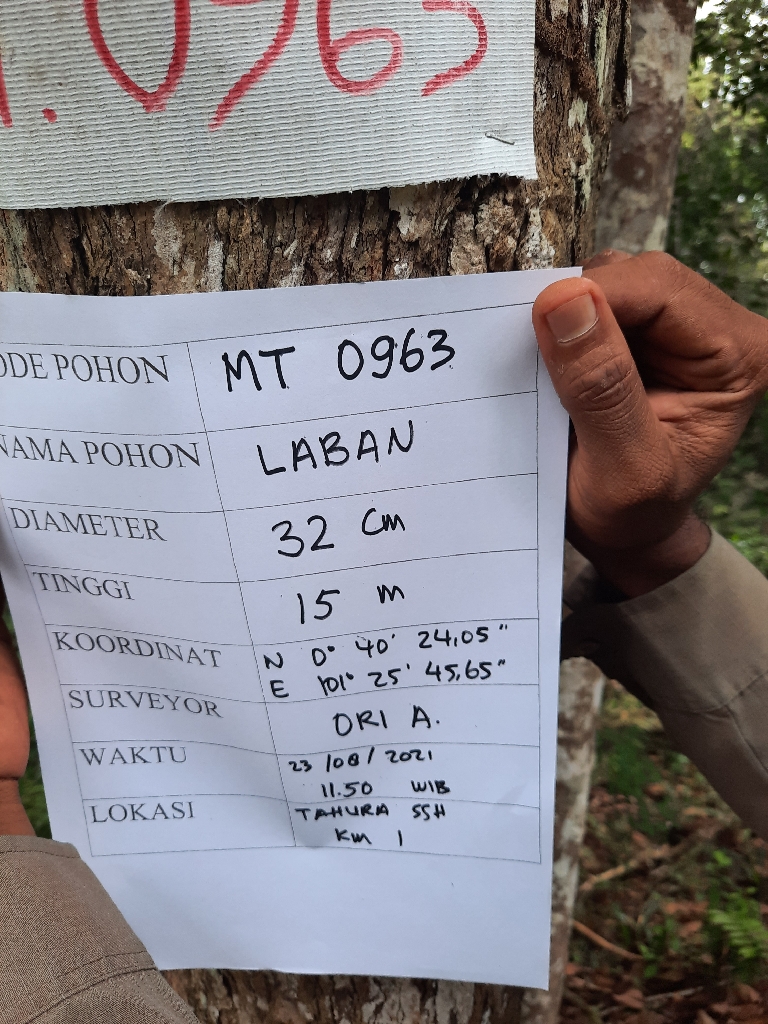 . 0963
ODE POHON MT 0963
NAMA POHON LABAN
DIAMETER 32 cm
TINGGI 15 m
KOORDINAT N 0° 40' 24,05"
E 101° 25' 45,65"
SURVEYOR ORI A.
WAKTU 23/08/2021
11.50 WIB
LOKASI TAHURA SSH
Km 1